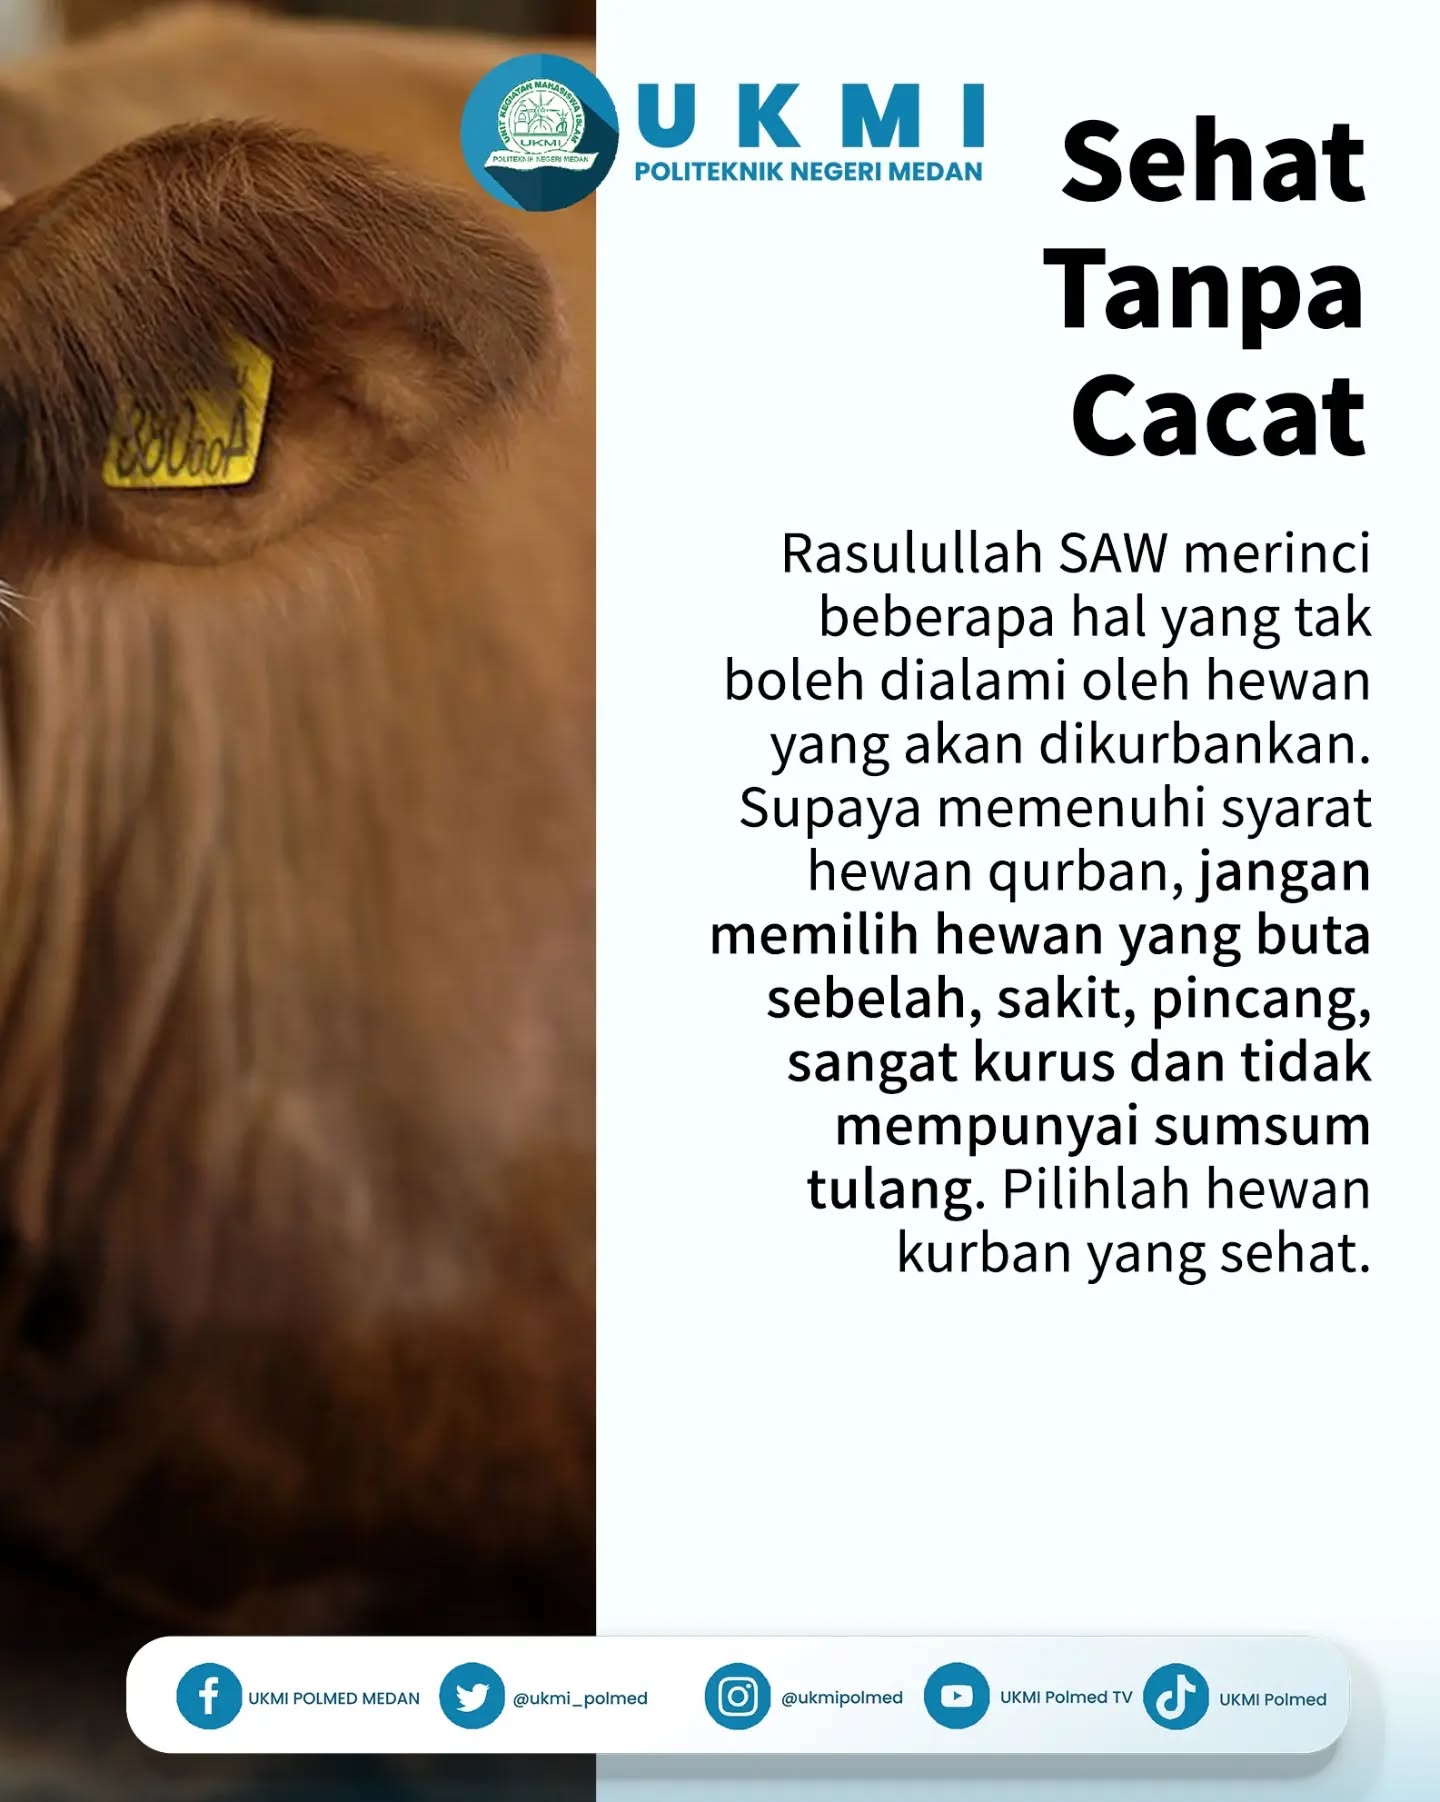 UNIT KEGIATAN MAHASISWA ISLAM
UKMI
POLITEKNIK NEGERI MEDAN
UKMI
POLITEKNIK NEGERI MEDAN
Sehat
Tanpa
Cacat
Rasulullah SAW merinci
beberapa hal yang tak
boleh dialami oleh hewan
yang akan dikurbankan.
Supaya memenuhi syarat
hewan qurban, jangan
memilih hewan yang buta
sebelah, sakit, pincang,
sangat kurus dan tidak
mempunyai sumsum
tulang. Pilihlah hewan
kurban yang sehat.
UKMI POLMED MEDAN
@ukmi_polmed
@ukmipolmed
UKMI Polmed TV
UKMI Polmed